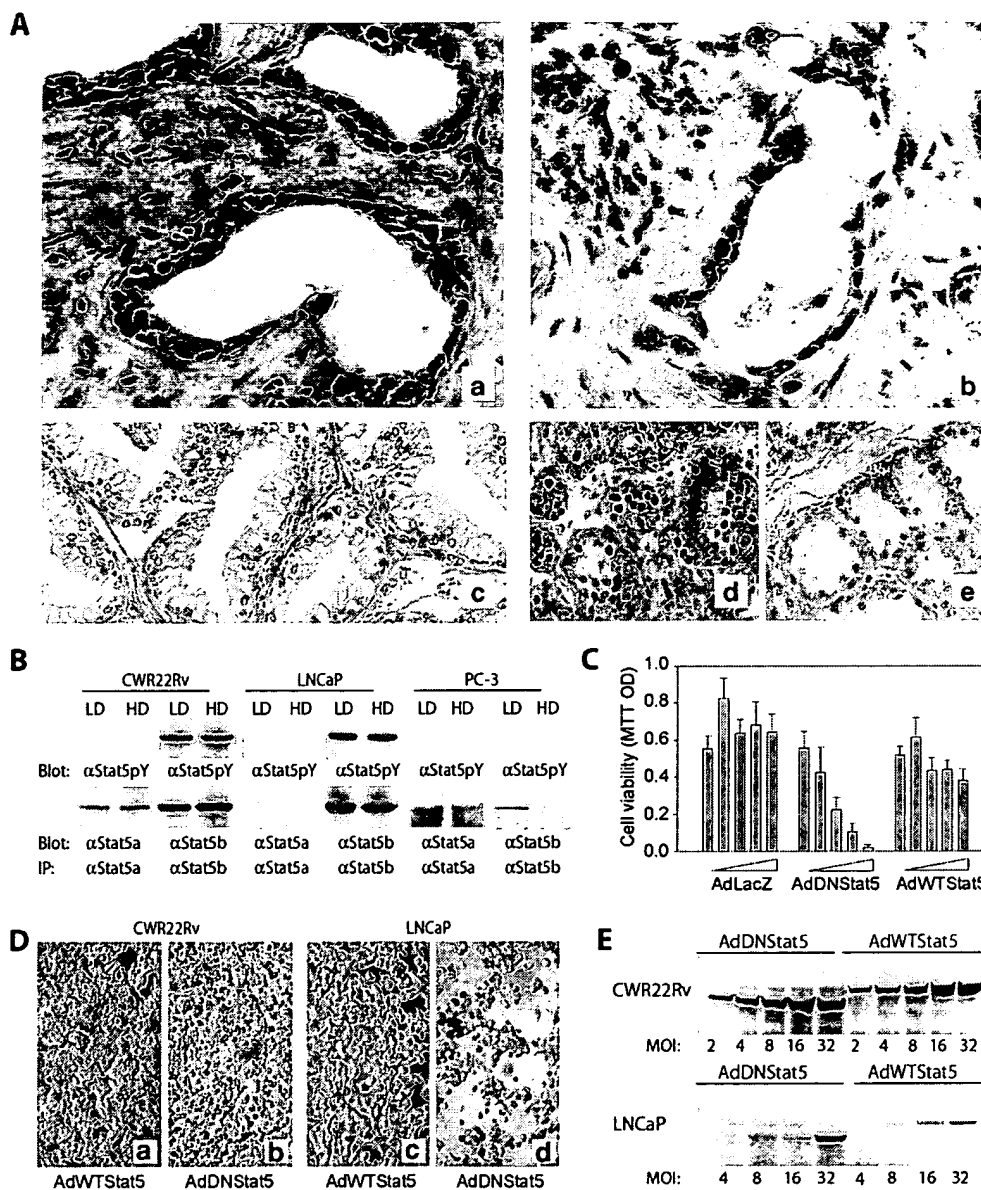 A
a
b
c
d
e
B
CWR22Rv LNCaP PC-3
LD HD LD HD LD HD LD HD LD HD LD HD
Blot: αStat5pY αStat5pY αStat5pY αStat5pY αStat5pY αStat5pY
Blot: αStat5a αStat5b αStat5a αStat5b αStat5a αStat5b
IP: αStat5a αStat5b αStat5a αStat5b αStat5a αStat5b
C
Cell viability (MTT OD)
1.0
0.8
0.6
0.4
0.2
0.0
AdLacZ AdDNStat5 AdWTStat5
D
CWR22Rv LNCaP
a b c d
AdWTStat5 AdDNStat5 AdWTStat5 AdDNStat5
E
AdDNStat5 AdWTStat5
CWR22Rv
MOI: 2 4 8 16 32 2 4 8 16 32
AdDNStat5 AdWTStat5
LNCaP
MOI: 4 8 16 32 4 8 16 32